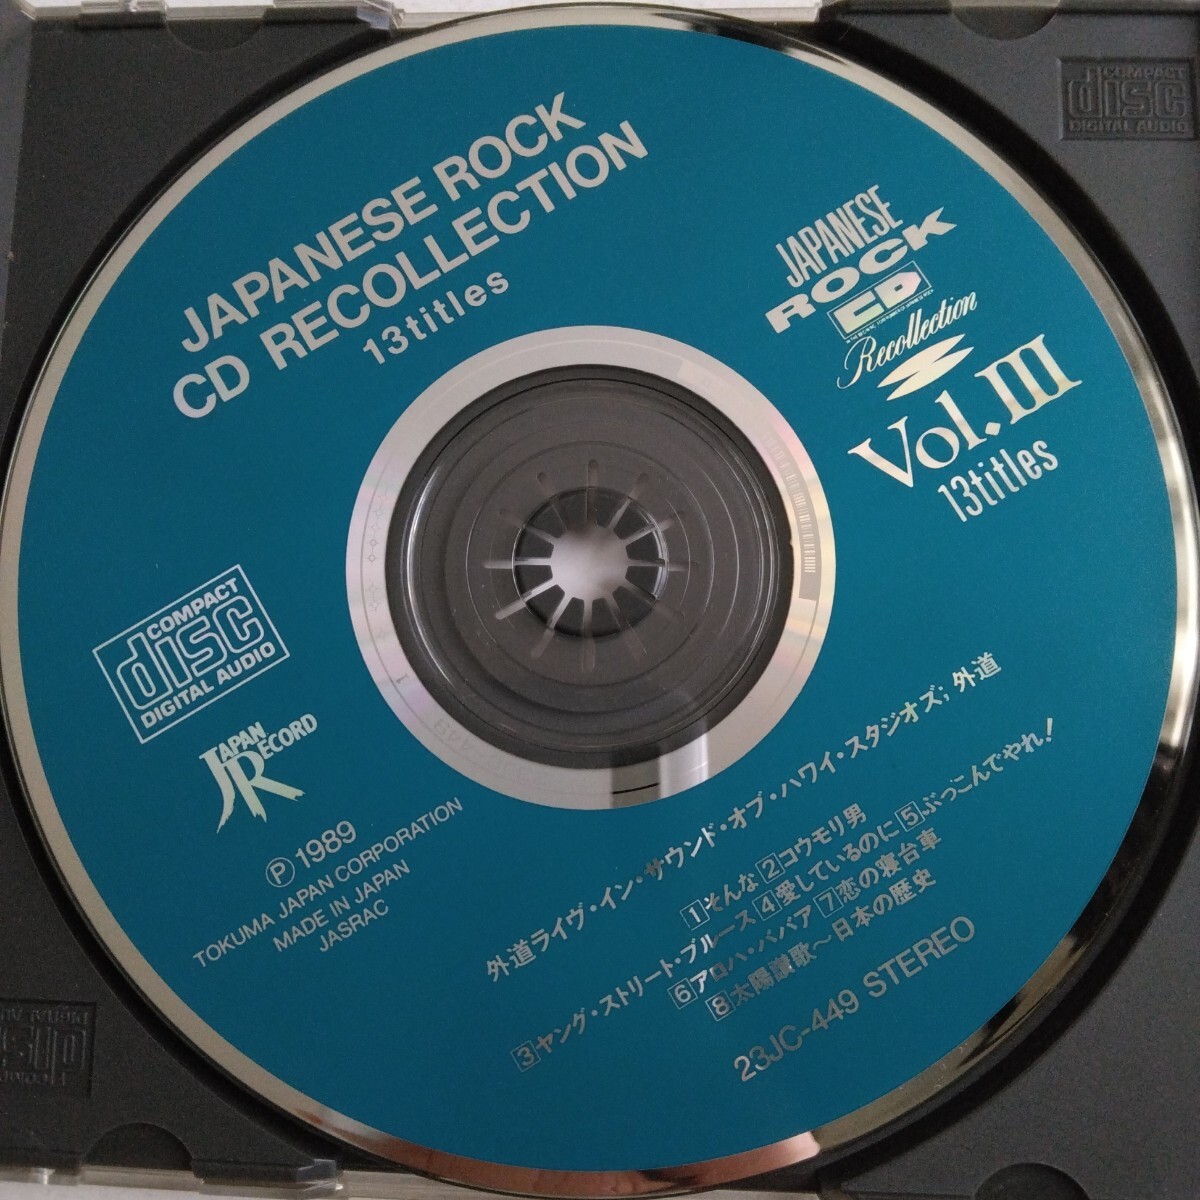 JAPANESE ROCK
CD RECOLLECTION
13titles
JAPANESE
ROCK
CD
Recollection
Vol.III
13titles
COMPACT
disc
DIGITAL AUDIO
COMPACT
disc
DIGITAL AUDIO
JAPAN
RECORD
Ⓟ1989
TOKUMA JAPAN CORPORATION
MADE IN JAPAN
JASRAC
外道ライヴ・イン・サウンド・オブ・ハワイ・スタジオズ；外道
1そんな 2コウモリ男
3ヤング・ストリート・ブルース 4愛しているのに 5ぶっこんでやれ！
6アロハ・ババア 7恋の寝台車
8太陽讃歌〜日本の歴史
23JC-449 STEREO
disc